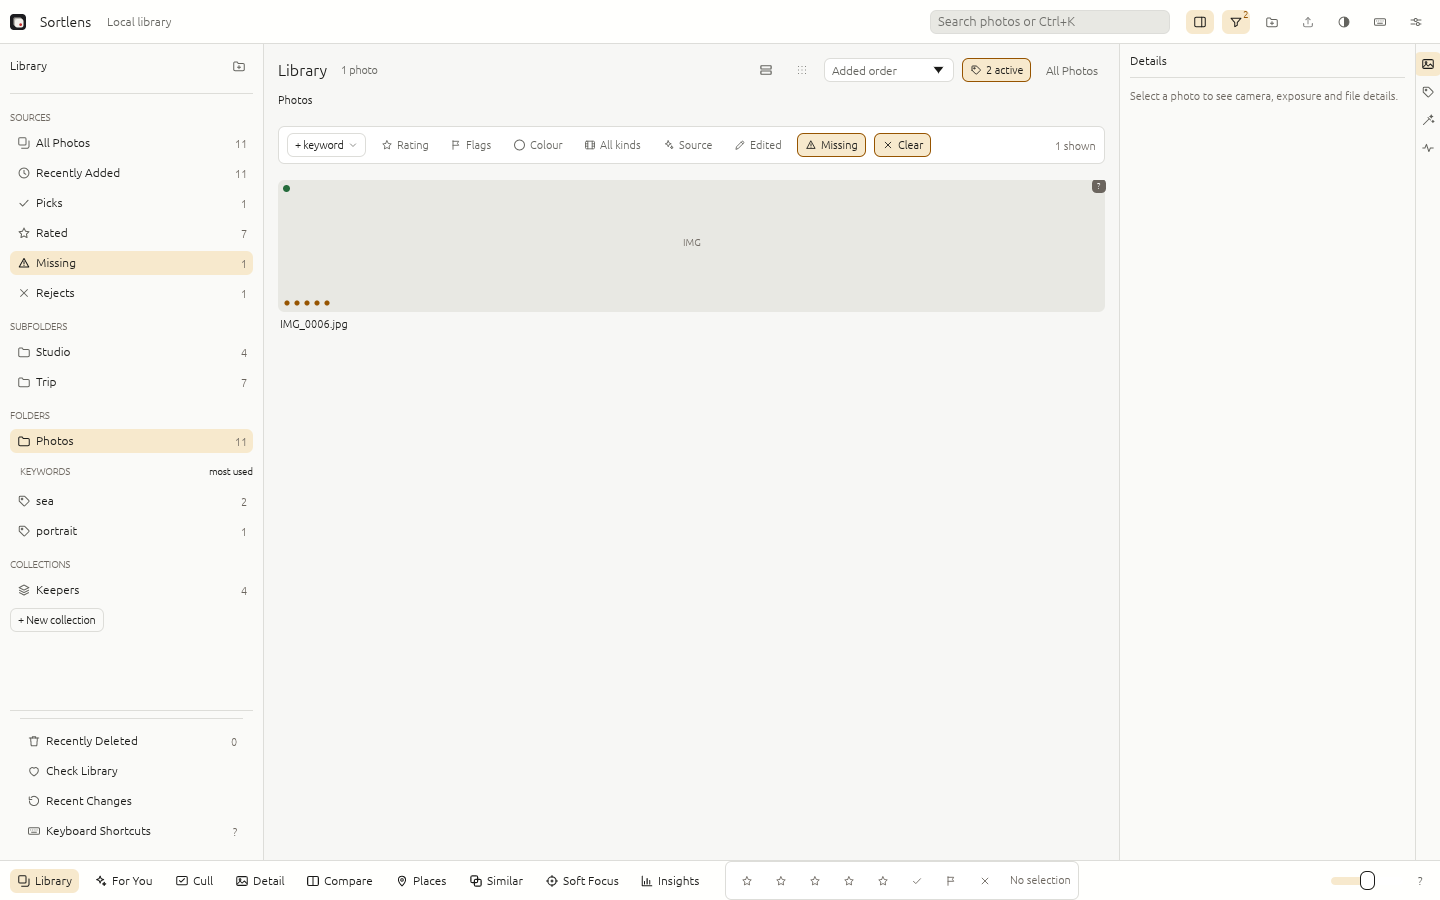 Sortlens
Local library
Search photos or Ctrl+K
2
Library
SOURCES
All Photos 11
Recently Added 11
Picks 1
Rated 7
Missing 1
Rejects 1
SUBFOLDERS
Studio 4
Trip 7
FOLDERS
Photos 11
KEYWORDS most used
sea 2
portrait 1
COLLECTIONS
Keepers 4
+ New collection
Recently Deleted 0
Check Library
Recent Changes
Keyboard Shortcuts ?
Library 1 photo
Added order
2 active
All Photos
Photos
+ keyword
Rating
Flags
Colour
All kinds
Source
Edited
Missing
Clear
1 shown
?
IMG
IMG_0006.jpg
Details
Select a photo to see camera, exposure and file details.
Library
For You
Cull
Detail
Compare
Places
Similar
Soft Focus
Insights
No selection
?